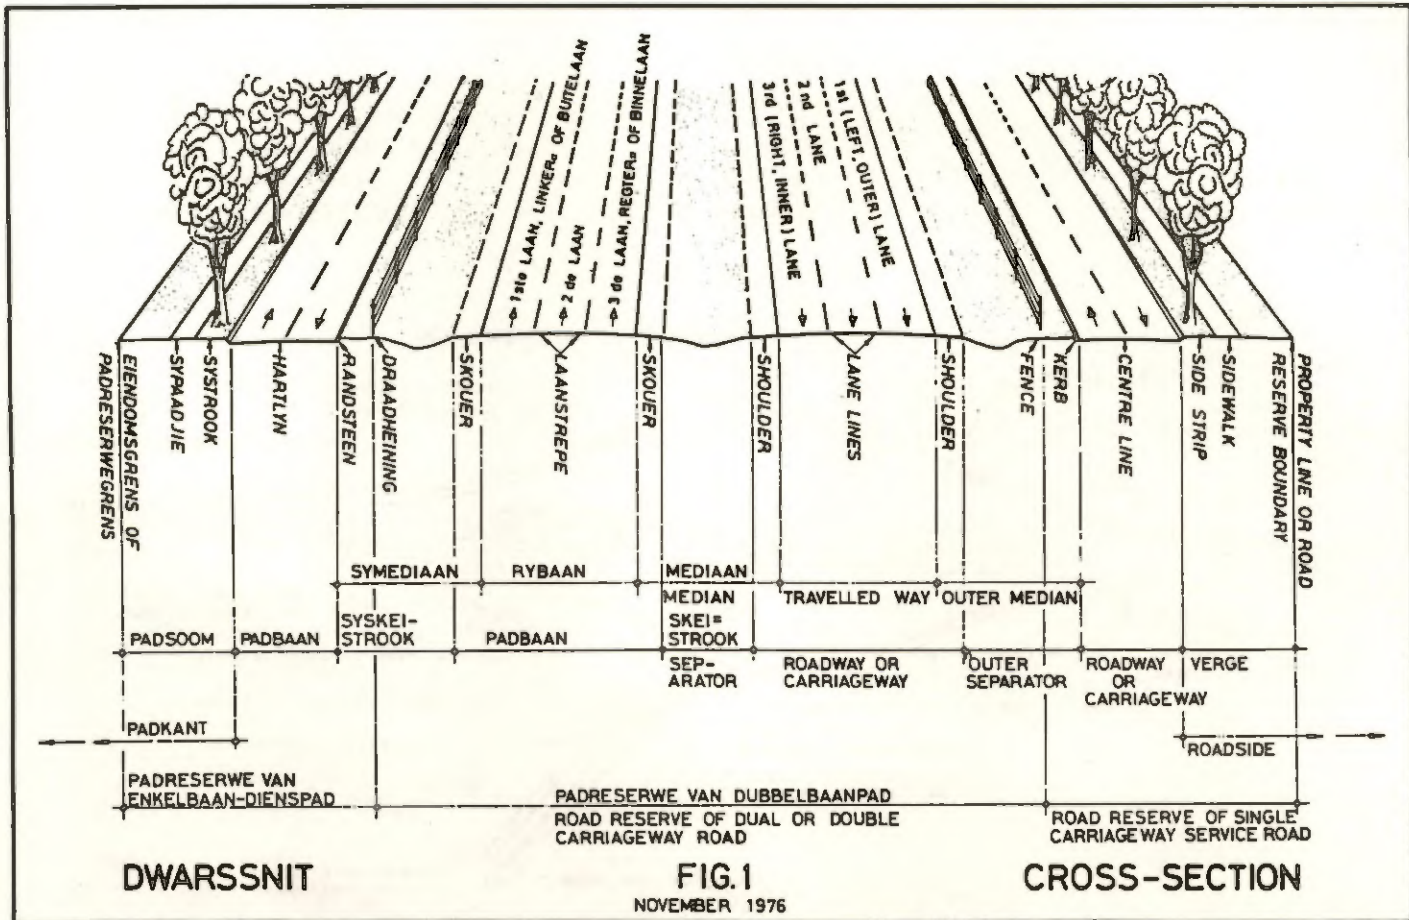 1ste LAAN, LINKER= OF BUITELAAN
2de LAAN
3de LAAN, REGTER= OF BINNELAAN
3rd (RIGHT, INNER) LANE
2nd LANE
1st (LEFT, OUTER) LANE
EIENDOMSGRENS OF
PADRESERWEGRENS
SYPAADJIE
SYSTROOK
HARTLYN
RANDSTEEN
DRAADHEINING
SKOUER
LAANSTREPE
SKOUER
SHOULDER
LANE LINES
SHOULDER
FENCE
KERB
CENTRE LINE
SIDE STRIP
SIDEWALK
PROPERTY LINE OR ROAD
RESERVE BOUNDARY
SYMEDIAAN
RYBAAN
MEDIAAN
MEDIAN
TRAVELLED WAY
OUTER MEDIAN
PADSOOM
PADBAAN
SYSKEI-
STROOK
PADBAAN
SKEI=
STROOK
SEP-
ARATOR
ROADWAY OR
CARRIAGEWAY
OUTER
SEPARATOR
ROADWAY
OR
CARRIAGEWAY
VERGE
PADKANT
ROADSIDE
PADRESERWE VAN
ENKELBAAN-DIENSPAD
PADRESERWE VAN DUBBELBAANPAD
ROAD RESERVE OF DUAL OR DOUBLE
CARRIAGEWAY ROAD
ROAD RESERVE OF SINGLE
CARRIAGEWAY SERVICE ROAD
DWARSSNIT
FIG.1
CROSS-SECTION
NOVEMBER 1976